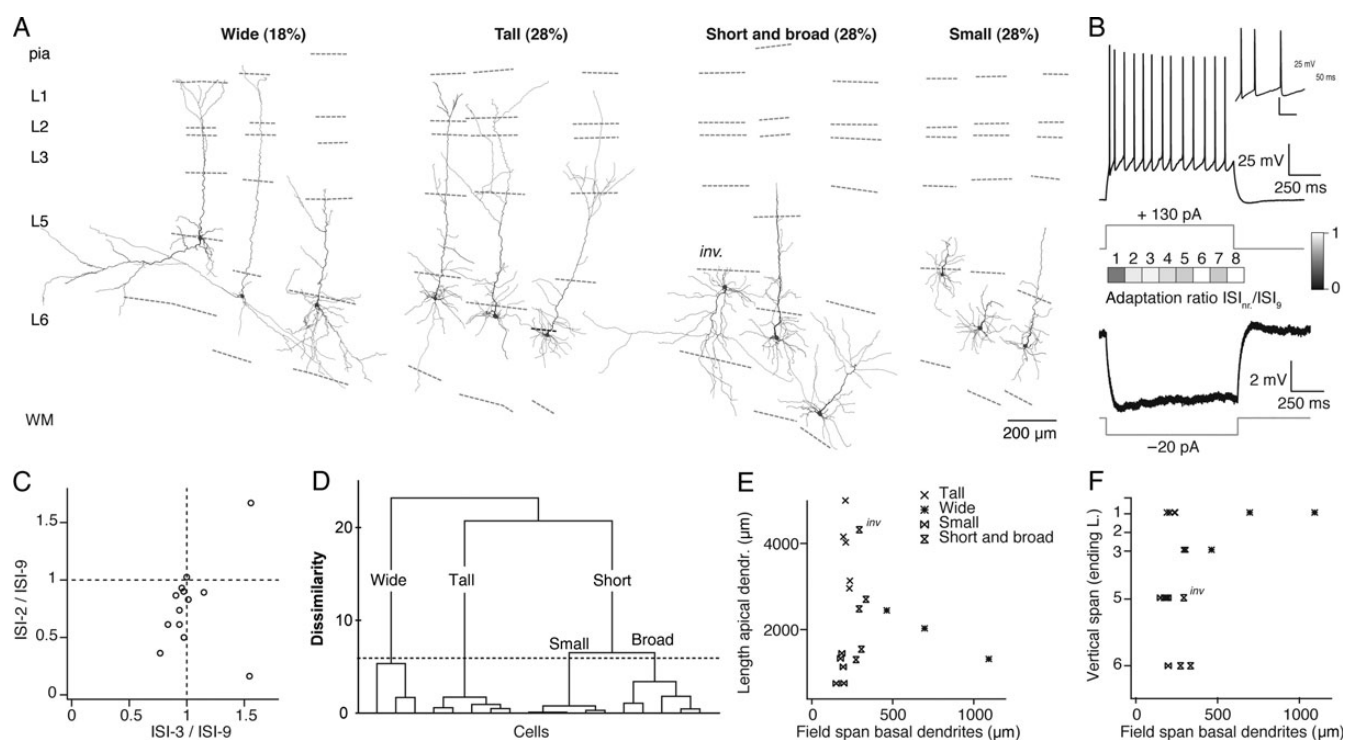 A
Wide (18%)
Tall (28%)
Short and broad (28%)
Small (28%)
pia
L1
L2
L3
L5
L6
WM
inv.
200 µm
B
25 mV
50 ms
25 mV
250 ms
+ 130 pA
1 2 3 4 5 6 7 8
1
0
Adaptation ratio ISInr./ISI9
2 mV
250 ms
−20 pA
C
ISI-2 / ISI-9
1.5
1
0.5
0
0 0.5 1 1.5
ISI-3 / ISI-9
D
Dissimilarity
20
10
0
Wide
Tall
Short
Small
Broad
Cells
E
Length apical dendr. (µm)
4000
2000
inv
Tall
Wide
Small
Short and broad
0 500 1000
Field span basal dendrites (µm)
F
Vertical span (ending L.)
1
2
3
5
6
inv
0 500 1000
Field span basal dendrites (µm)